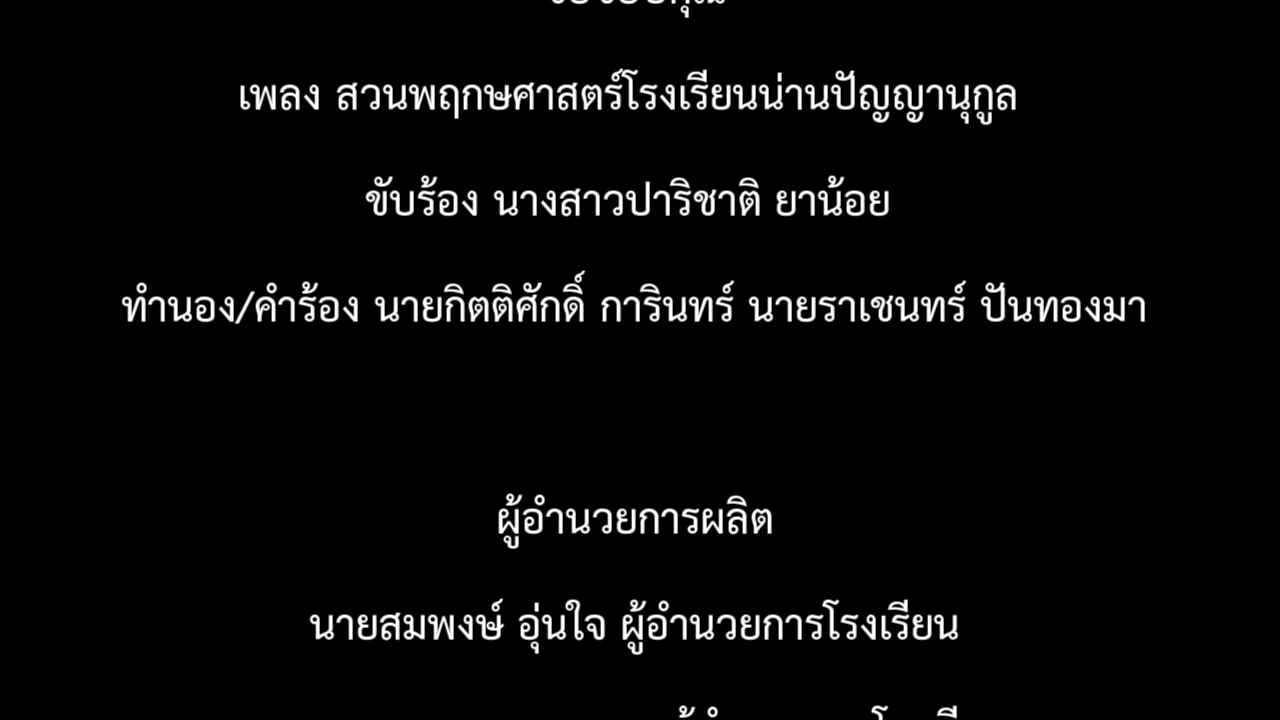 เพลง สวนพฤกษศาสตร์โรงเรียนน่านปัญญานุกูล
ขับร้อง นางสาวปาริชาติ ยาน้อย
ทำนอง/คำร้อง นายกิตติศักดิ์ การินทร์ นายราเชนทร์ ปันทองมา
ผู้อำนวยการผลิต
นายสมพงษ์ อุ่นใจ ผู้อำนวยการโรงเรียน